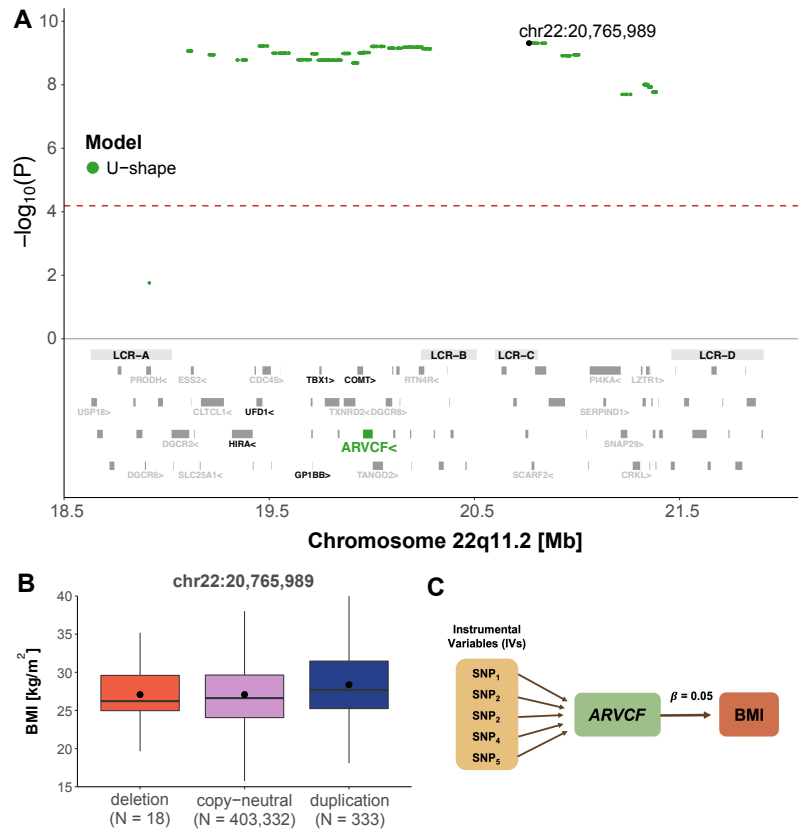 A
10
8
6
4
2
0
−log10(P)
chr22:20,765,989
Model
U−shape
LCR−A LCR−B LCR−C LCR−D
PRODH< ESS2< CDC45> TBX1> COMT> RTN4R< PI4KA< LZTR1>
USP18> CLTCL1< UFD1< TXNRD2< DGCR8> SERPIND1>
DGCR2< HIRA< ARVCF< SNAP29>
DGCR6> SLC25A1< GP1BB> TANGO2> SCARF2< CRKL>
18.5 19.5 20.5 21.5
Chromosome 22q11.2 [Mb]
B
chr22:20,765,989
BMI [kg/m2]
40
35
30
25
20
15
deletion copy−neutral duplication
(N = 18) (N = 403,332) (N = 333)
C
Instrumental
Variables (IVs)
SNP1
SNP2
SNP2
SNP4
SNP5
ARVCF
β = 0.05
BMI